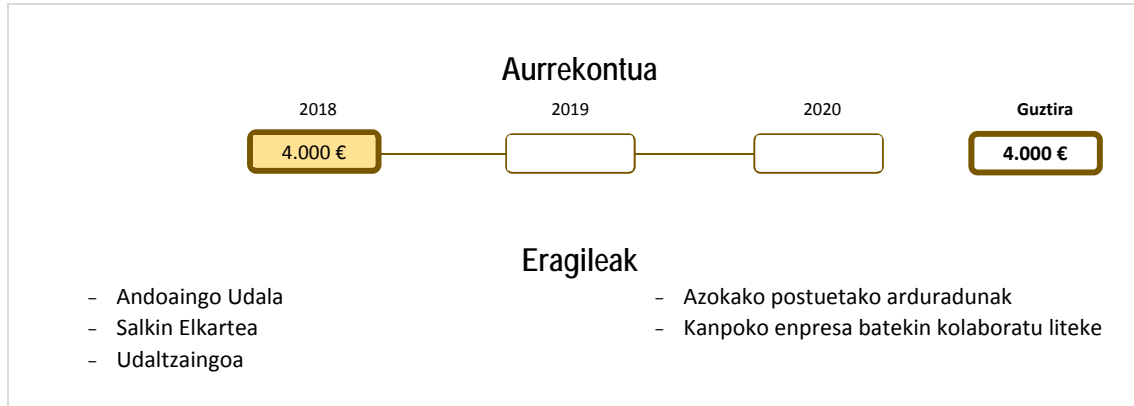 Aurrekontua
2018 2019 2020 Guztira
4.000 € 4.000 €
Eragileak
- Andoaingo Udala
- Salkin Elkartea
- Udaltzaingoa
- Azokako postuetako arduradunak
- Kanpoko enpresa batekin kolaboratu liteke